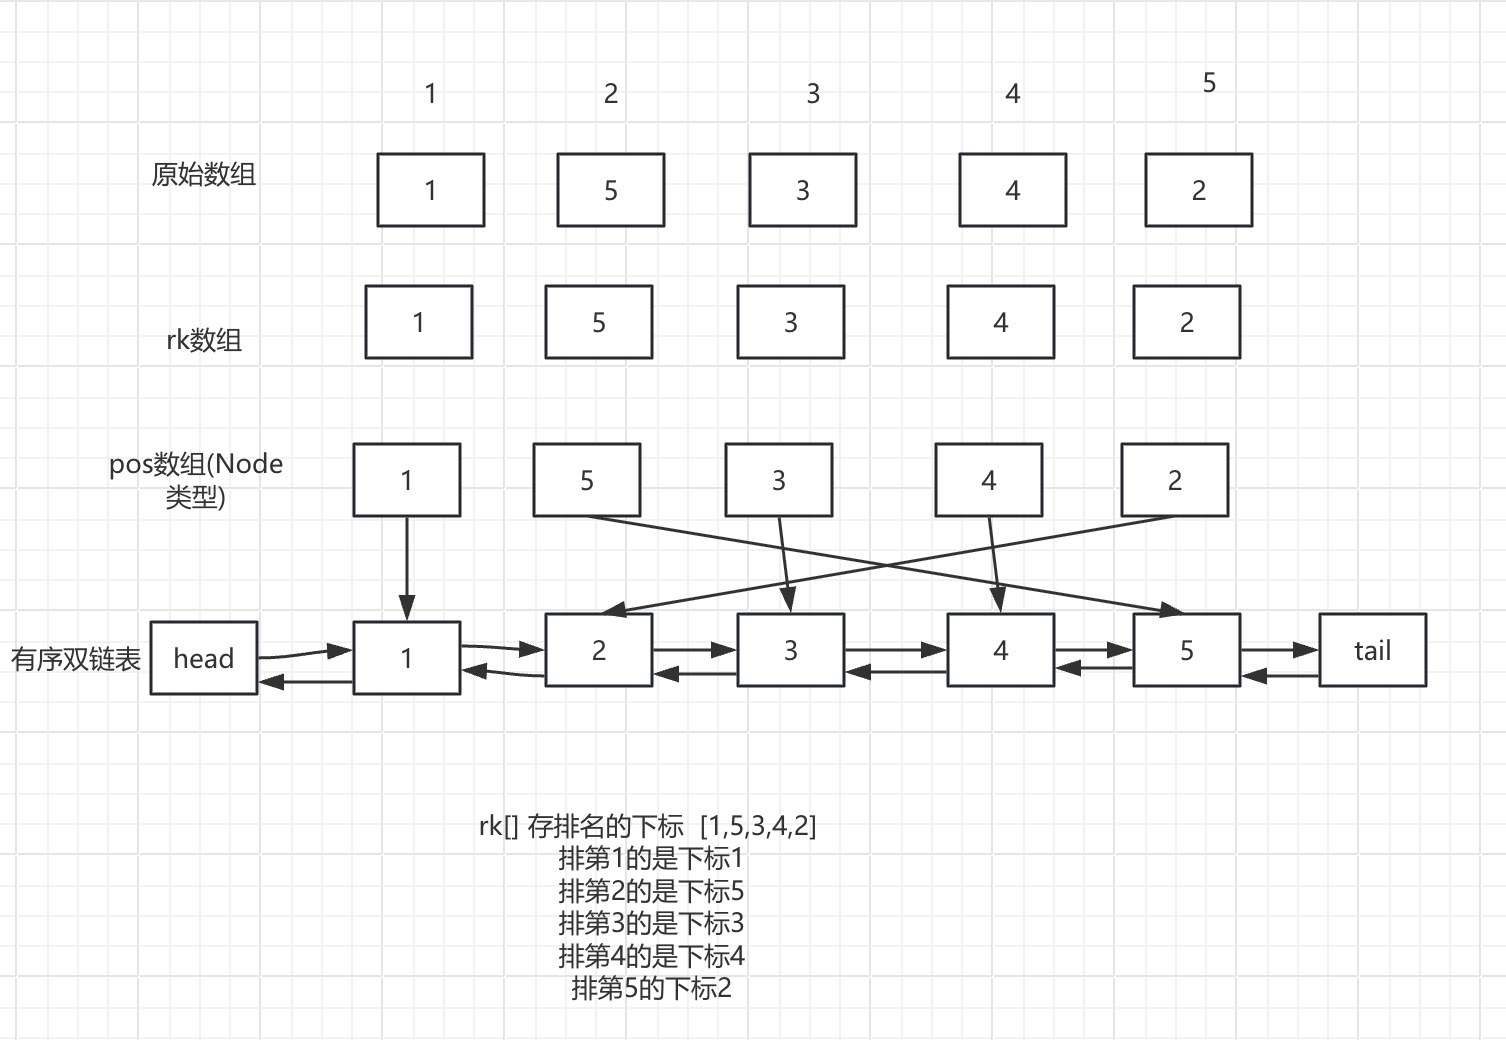 1 2 3 4 5
原始数组 1 5 3 4 2
rk数组 1 5 3 4 2
pos数组(Node
类型) 1 5 3 4 2
有序双链表 head 1 2 3 4 5 tail
rk[] 存排名的下标 [1,5,3,4,2]
排第1的是下标1
排第2的是下标5
排第3的是下标3
排第4的是下标4
排第5的下标2